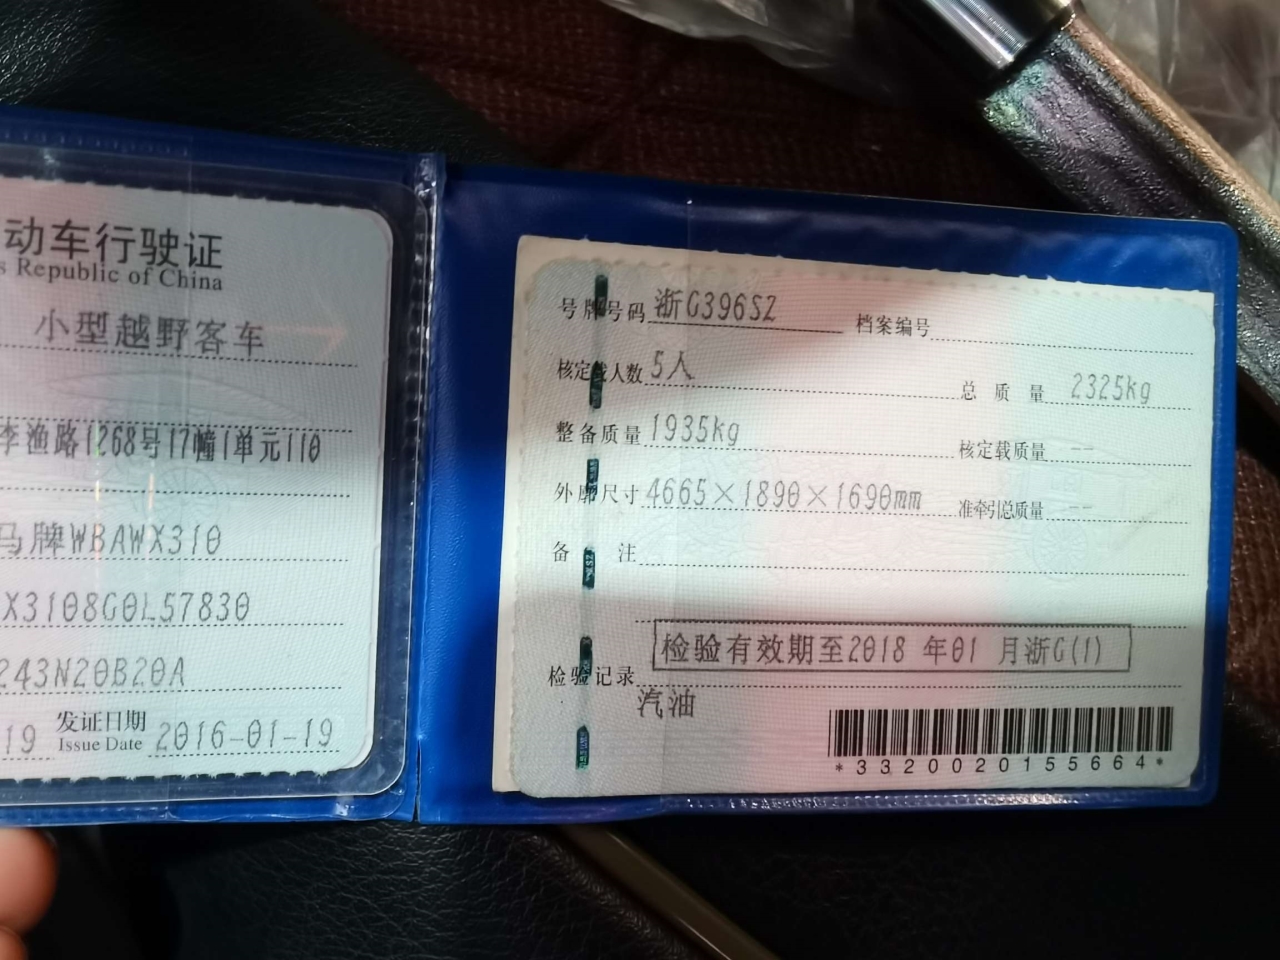 动车行驶证
s Republic of China
小型越野客车
李渔路1268号17幢1单元110
马牌WBAWX310
X3108G0L57830
243N20B20A
19 发证日期 Issue Date 2016-01-19
号牌号码 浙G396S2 档案编号
核定载人数 5人 总质量 2325kg
整备质量 1935kg 核定载质量 --
外廓尺寸 4665×1890×1690mm 准牵引总质量 --
备注
检验有效期至2018 年01 月浙G(1)
检验记录
汽油
*3320020155664*